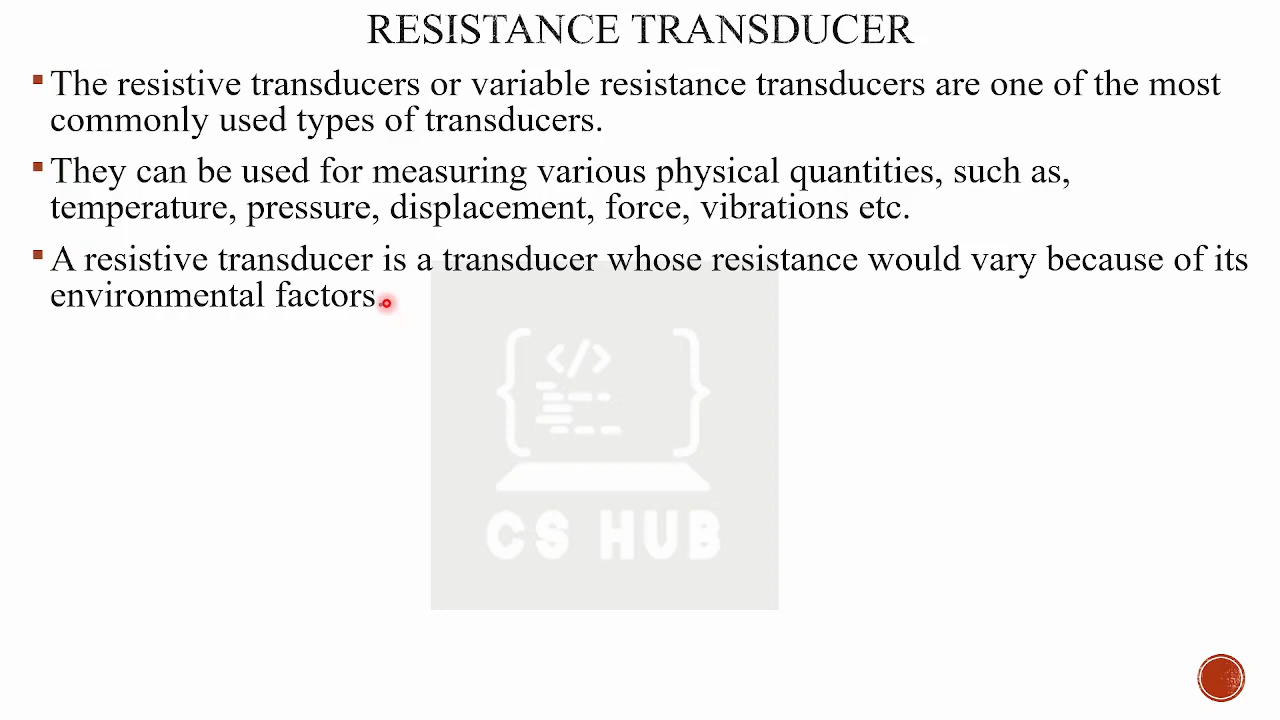 RESISTANCE TRANSDUCER
The resistive transducers or variable resistance transducers are one of the most
commonly used types of transducers.
They can be used for measuring various physical quantities, such as,
temperature, pressure, displacement, force, vibrations etc.
A resistive transducer is a transducer whose resistance would vary because of its
environmental factors.
</>
CS HUB